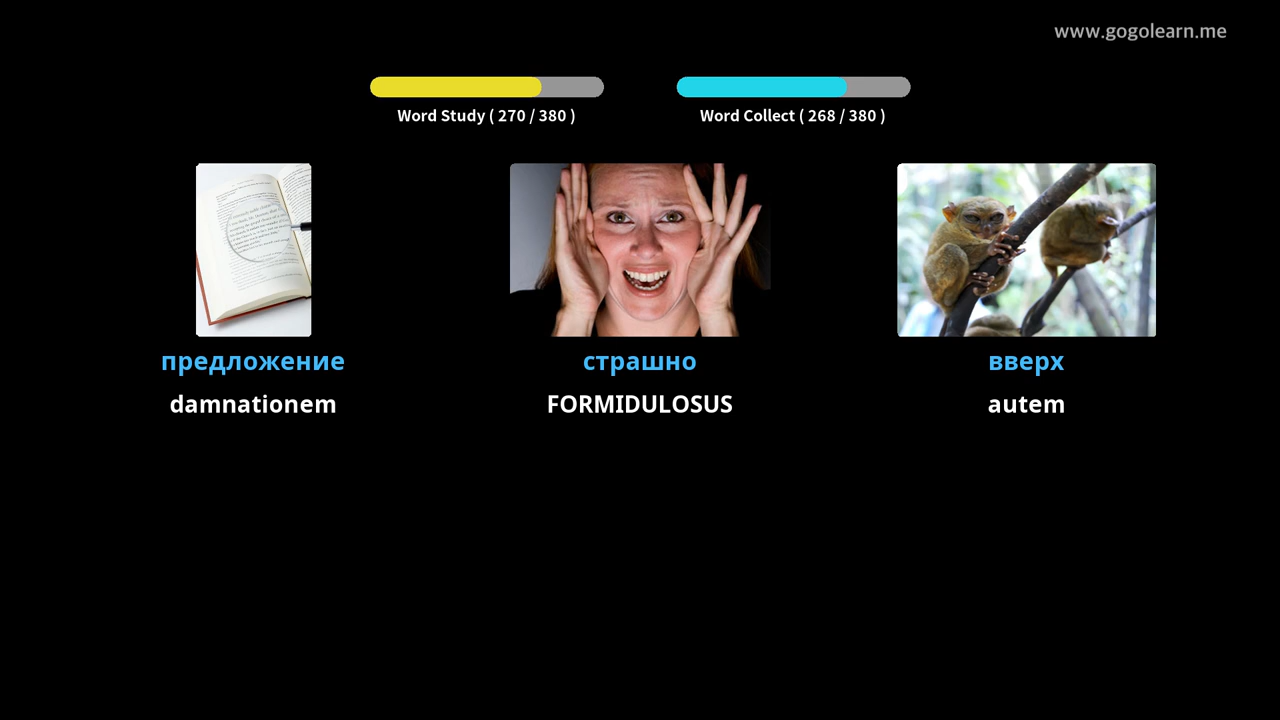 www.gogolearn.me
Word Study ( 270 / 380 )
Word Collect ( 268 / 380 )
предложение
страшно
вверх
damnationem
FORMIDULOSUS
autem